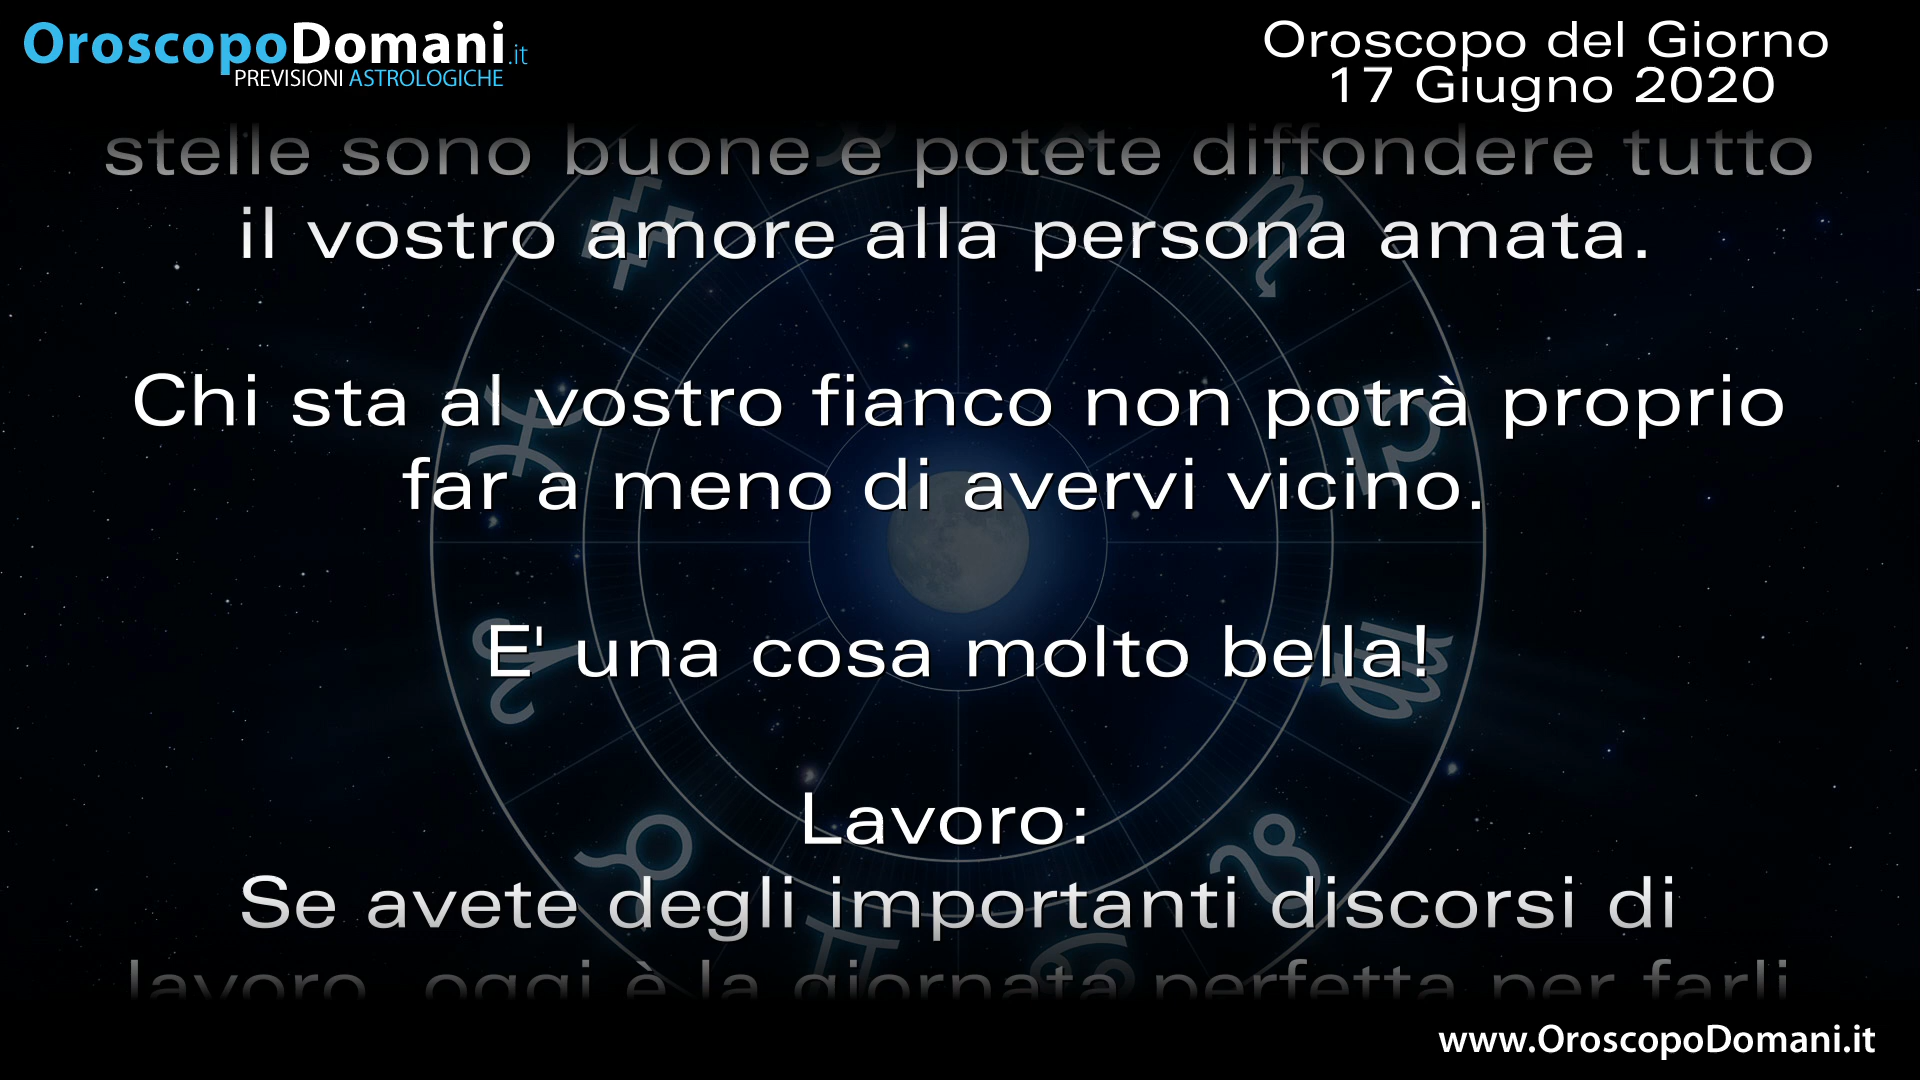 OroscopoDomani.it
PREVISIONI ASTROLOGICHE
Oroscopo del Giorno
17 Giugno 2020
stelle sono buone e potete diffondere tutto
il vostro amore alla persona amata.
Chi sta al vostro fianco non potrà proprio
far a meno di avervi vicino.
E' una cosa molto bella!
Lavoro:
Se avete degli importanti discorsi di
lavoro, oggi è la giornata perfetta per farli
www.OroscopoDomani.it